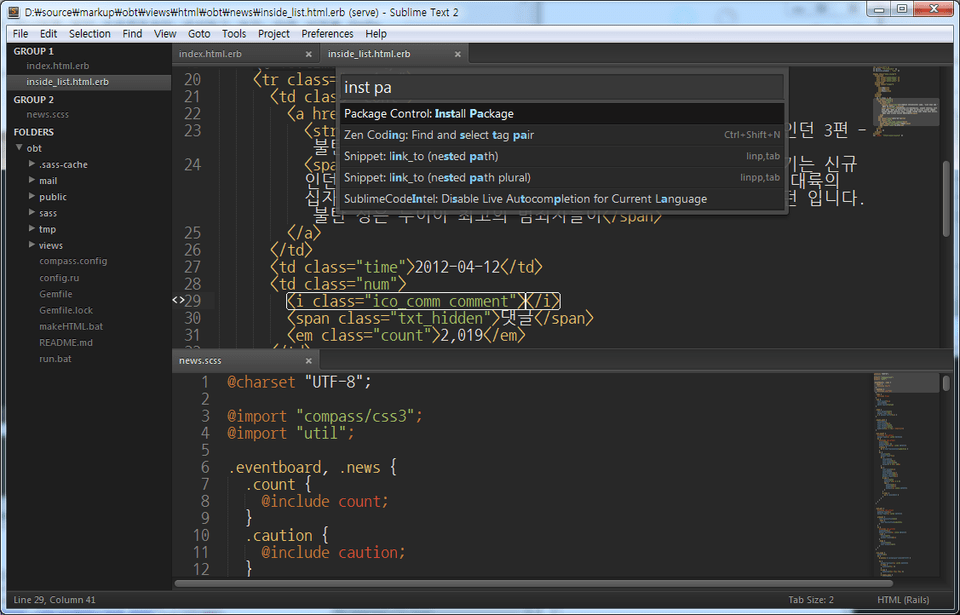 D:₩source₩markup₩obt₩views₩html₩obt₩news₩inside_list.html.erb (serve) - Sublime Text 2
File Edit Selection Find View Goto Tools Project Preferences Help
GROUP 1
index.html.erb
inside_list.html.erb
GROUP 2
news.scss
FOLDERS
obt
.sass-cache
mail
public
sass
tmp
views
compass.config
config.ru
Gemfile
Gemfile.lock
makeHTML.bat
README.md
run.bat
index.html.erb × inside_list.html.erb ×
inst pa
Package Control: Install Package
Zen Coding: Find and select tag pair Ctrl+Shift+N
Snippet: link_to (nested path) linp,tab
Snippet: link_to (nested path plural) linpp,tab
SublimeCodeIntel: Disable Live Autocompletion for Current Language
20 <tr clas
21 <td clas
22 <a hre
23 <str 인던 3편 -
불턴
24 <spa 기는 신규
인던 대륙의
십자 던 입니다.
25 </a>
26 </td>
27 <td class="time">2012-04-12</td>
28 <td class="num">
<>29 <i class="ico_comm comment"></i>
30 <span class="txt_hidden">댓글</span>
31 <em class="count">2,019</em>
news.scss ×
1 @charset "UTF-8";
2
3 @import "compass/css3";
4 @import "util";
5
6 .eventboard, .news {
7 .count {
8 @include count;
9 }
10 .caution {
11 @include caution;
12 }
Line 29, Column 41 Tab Size: 2 HTML (Rails)